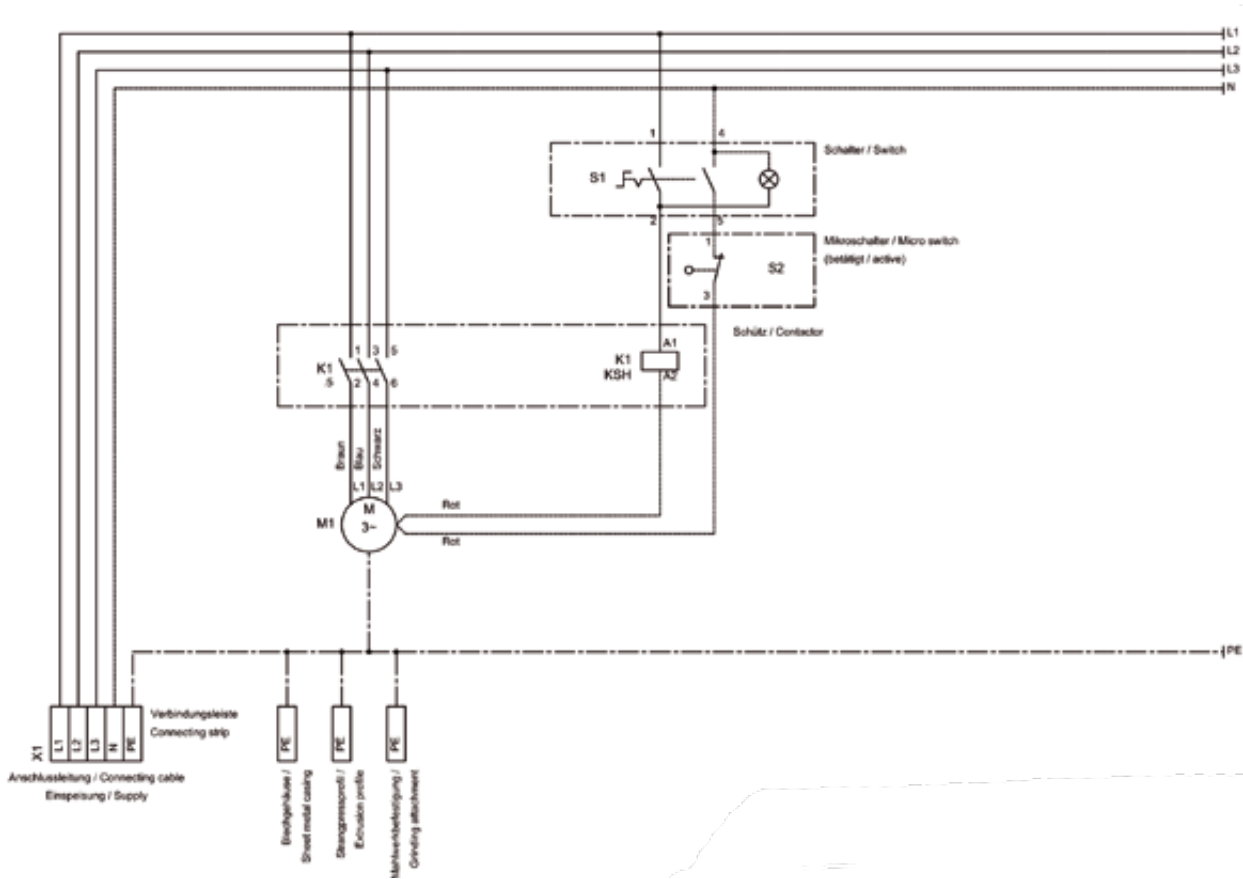 L1
L2
L3
N
1
4
Schalter / Switch
S1
2
5
Mikroschalter / Micro switch
(betätigt / active)
1
S2
3
Schütz / Contactor
1 3 5
K1
.5 2 4 6
A1
K1
KSH
A2
Braun
Blau
Schwarz
L1 L2 L3
M
3~
M1
Rot
Rot
PE
X1
L1
L2
L3
N
PE
Verbindungsleiste
Connecting strip
Anschlussleitung / Connecting cable
Einspeisung / Supply
PE
PE
PE
Blechgehäuse /
Sheet metal casing
Strangpressprofil /
Extrusion profile
Mahlwerkbefestigung /
Grinding attachment